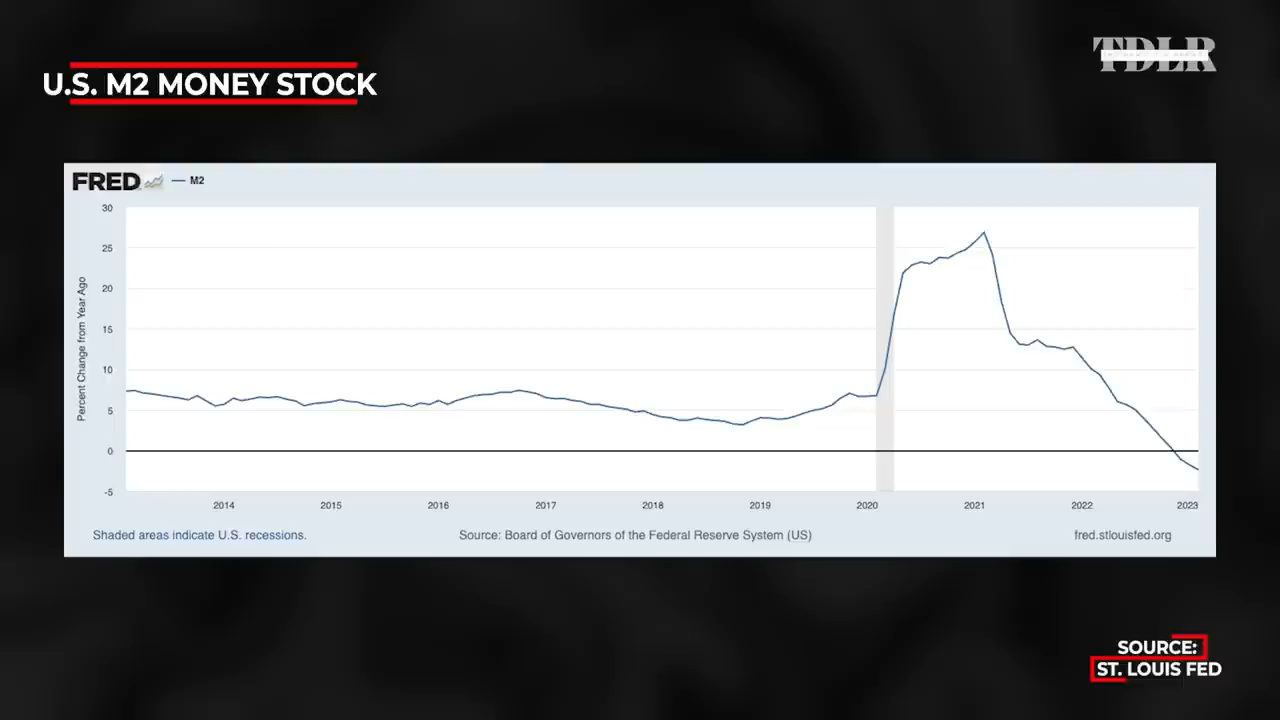 TDLR
U.S. M2 MONEY STOCK
FRED
M2
Percent Change from Year Ago
30
25
20
15
10
5
0
-5
2014 2015 2016 2017 2018 2019 2020 2021 2022 2023
Shaded areas indicate U.S. recessions.
Source: Board of Governors of the Federal Reserve System (US)
fred.stlouisfed.org
SOURCE:
ST. LOUIS FED